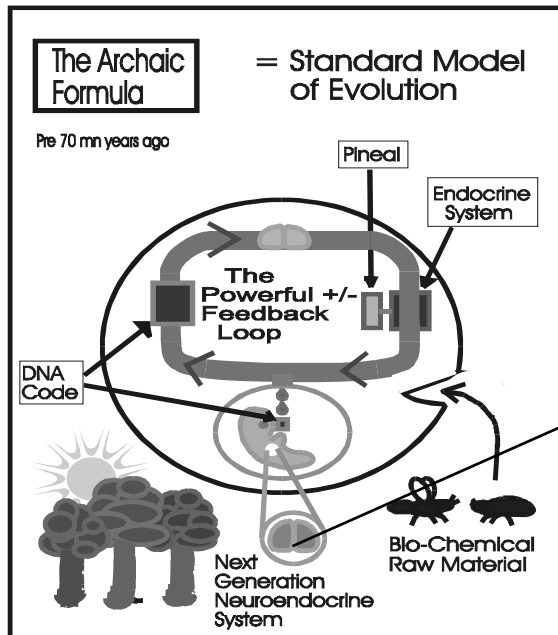 The Archaic
Formula
= Standard Model
of Evolution
Pre 70 mn years ago
Pineal
Endocrine
System
The
Powerful +/-
Feedback
Loop
DNA
Code
Bio-Chemical
Raw Material
Next
Generation
Neuroendocrine
System